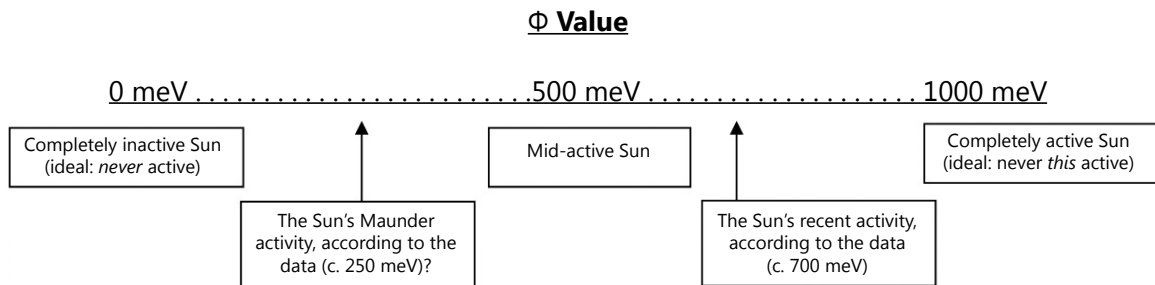 Φ Value
0 meV . . . . . . . . . . . . . . . . . . . . . . . . . .500 meV . . . . . . . . . . . . . . . . . . . . . 1000 meV
Completely inactive Sun
(ideal: never active)
Mid-active Sun
Completely active Sun
(ideal: never this active)
The Sun's Maunder
activity, according to the
data (c. 250 meV)?
The Sun's recent activity,
according to the data
(c. 700 meV)